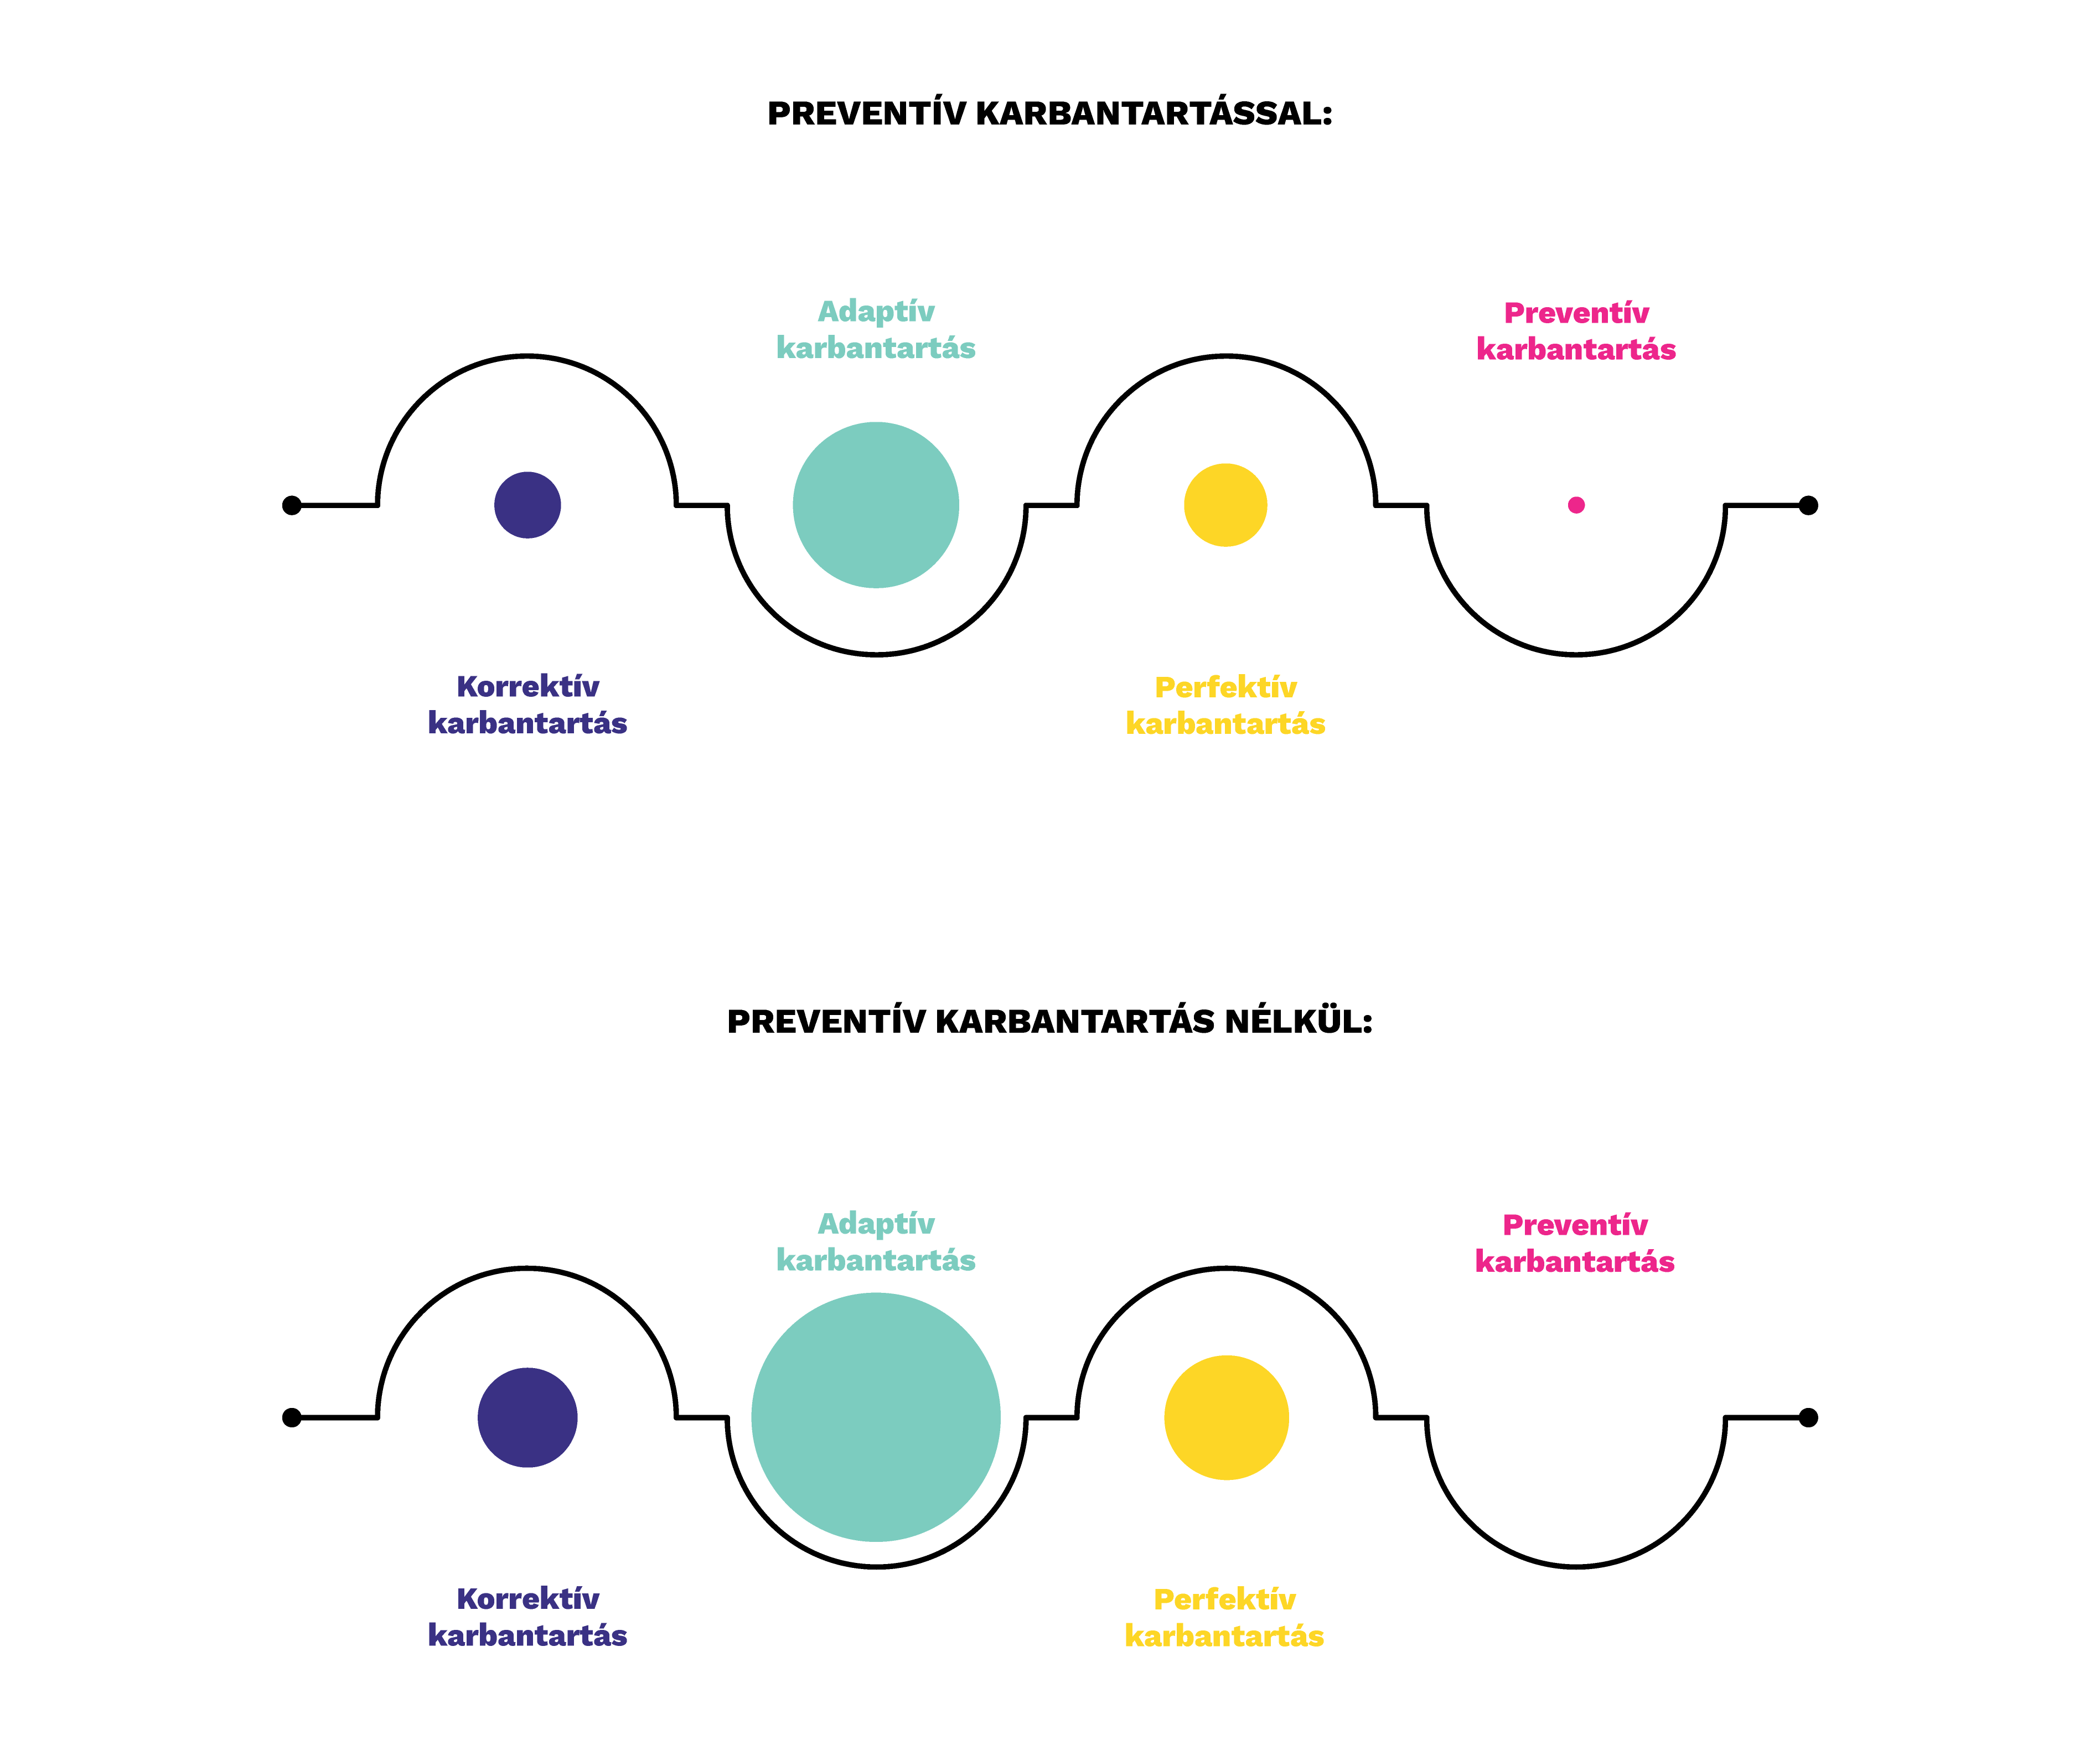 PREVENTÍV KARBANTARTÁSSAL:
Adaptív
karbantartás
Preventív
karbantartás
Korrektív
karbantartás
Perfektív
karbantartás
PREVENTÍV KARBANTARTÁS NÉLKÜL:
Adaptív
karbantartás
Preventív
karbantartás
Korrektív
karbantartás
Perfektív
karbantartás